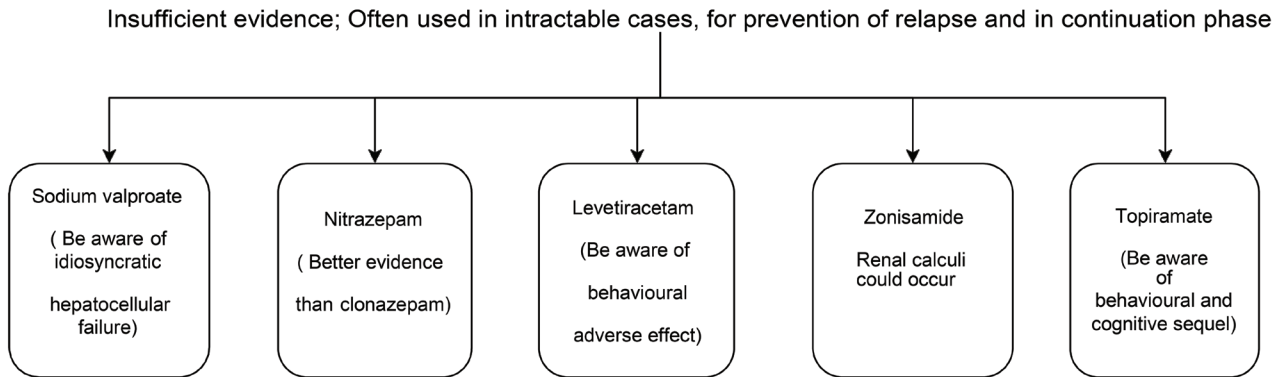 Insufficient evidence; Often used in intractable cases, for prevention of relapse and in continuation phase
Sodium valproate
( Be aware of
idiosyncratic
hepatocellular
failure)
Nitrazepam
( Better evidence
than clonazepam)
Levetiracetam
(Be aware of
behavioural
adverse effect)
Zonisamide
Renal calculi
could occur
Topiramate
(Be aware
of
behavioural and
cognitive sequel)